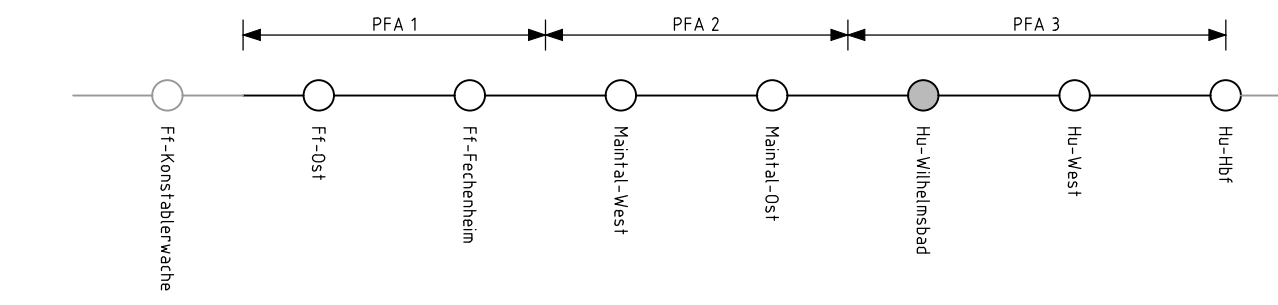 PFA 1
PFA 2
PFA 3
Ff-Konstablerwache
Ff-Ost
Ff-Fechenheim
Maintal-West
Maintal-Ost
Hu-Wilhelmsbad
Hu-West
Hu-Hbf